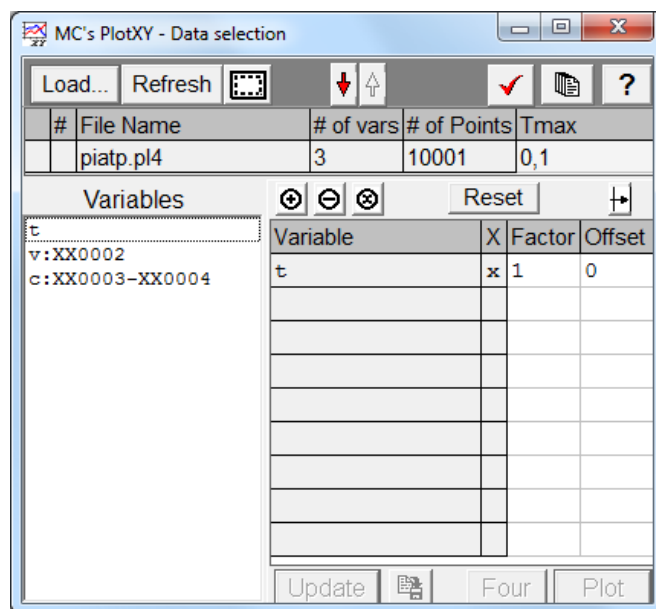 MC's PlotXY - Data selection
Load... Refresh ?
# File Name # of vars # of Points Tmax
piatp.pl4 3 10001 0,1
Variables Reset
t
v:XX0002
c:XX0003-XX0004
Variable X Factor Offset
t x 1 0
Update Four Plot